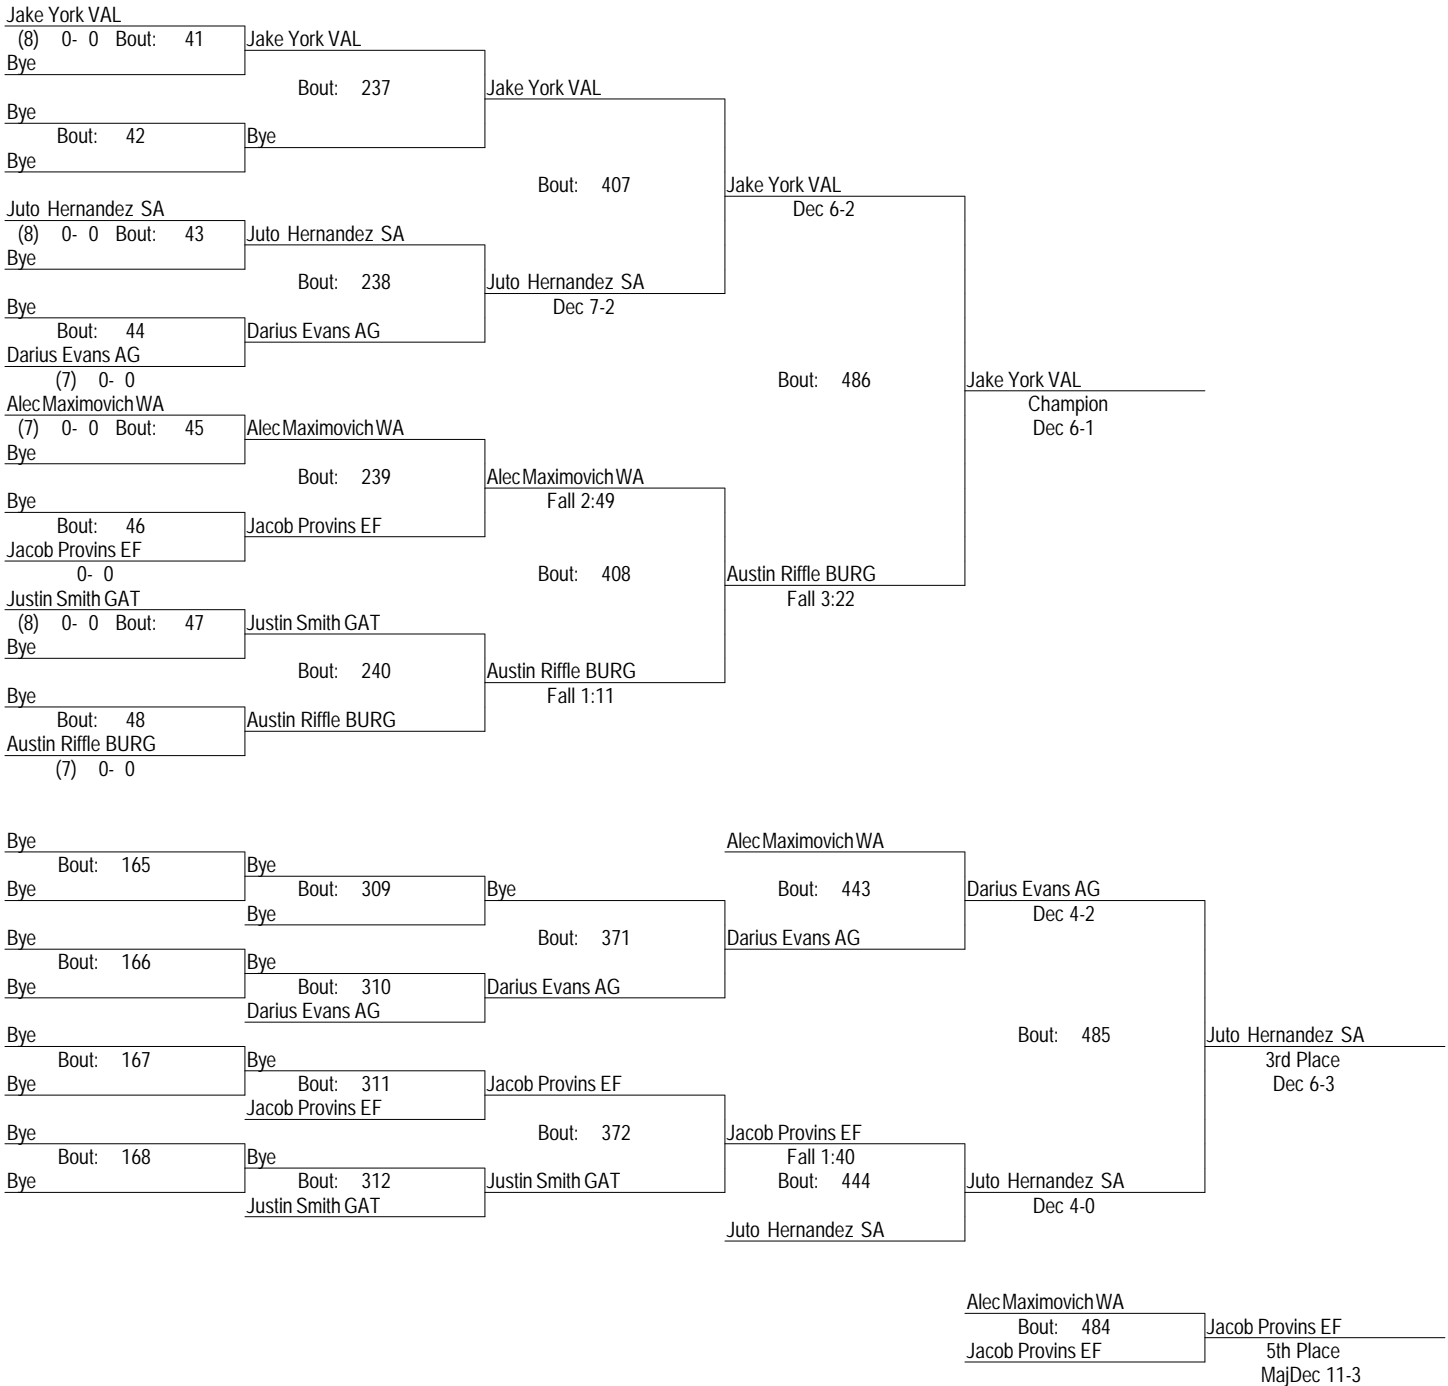 Jake York VAL
(8) 0- 0 Bout: 41 Jake York VAL
Bye
Bout: 237 Jake York VAL
Bye
Bout: 42 Bye
Bye
Bout: 407 Jake York VAL
Juto Hernandez SA Dec 6-2
(8) 0- 0 Bout: 43 Juto Hernandez SA
Bye
Bout: 238 Juto Hernandez SA
Bye Dec 7-2
Bout: 44 Darius Evans AG
Darius Evans AG
(7) 0- 0 Bout: 486 Jake York VAL
Alec Maximovich WA Champion
(7) 0- 0 Bout: 45 Alec Maximovich WA Dec 6-1
Bye
Bout: 239 Alec Maximovich WA
Bye Fall 2:49
Bout: 46 Jacob Provins EF
Jacob Provins EF
0- 0 Bout: 408 Austin Riffle BURG
Justin Smith GAT Fall 3:22
(8) 0- 0 Bout: 47 Justin Smith GAT
Bye
Bout: 240 Austin Riffle BURG
Bye Fall 1:11
Bout: 48 Austin Riffle BURG
Austin Riffle BURG
(7) 0- 0
Bye Alec Maximovich WA
Bout: 165 Bye
Bye Bout: 309 Bye Bout: 443 Darius Evans AG
Bye Dec 4-2
Bye Bout: 371 Darius Evans AG
Bout: 166 Bye
Bye Bout: 310 Darius Evans AG
Darius Evans AG
Bye Bout: 485 Juto Hernandez SA
Bout: 167 Bye 3rd Place
Bye Bout: 311 Jacob Provins EF Dec 6-3
Jacob Provins EF
Bye Bout: 372 Jacob Provins EF
Bout: 168 Bye Fall 1:40
Bye Bout: 312 Justin Smith GAT Bout: 444 Juto Hernandez SA
Justin Smith GAT Dec 4-0
Juto Hernandez SA
Alec Maximovich WA
Bout: 484 Jacob Provins EF
Jacob Provins EF 5th Place
MajDec 11-3